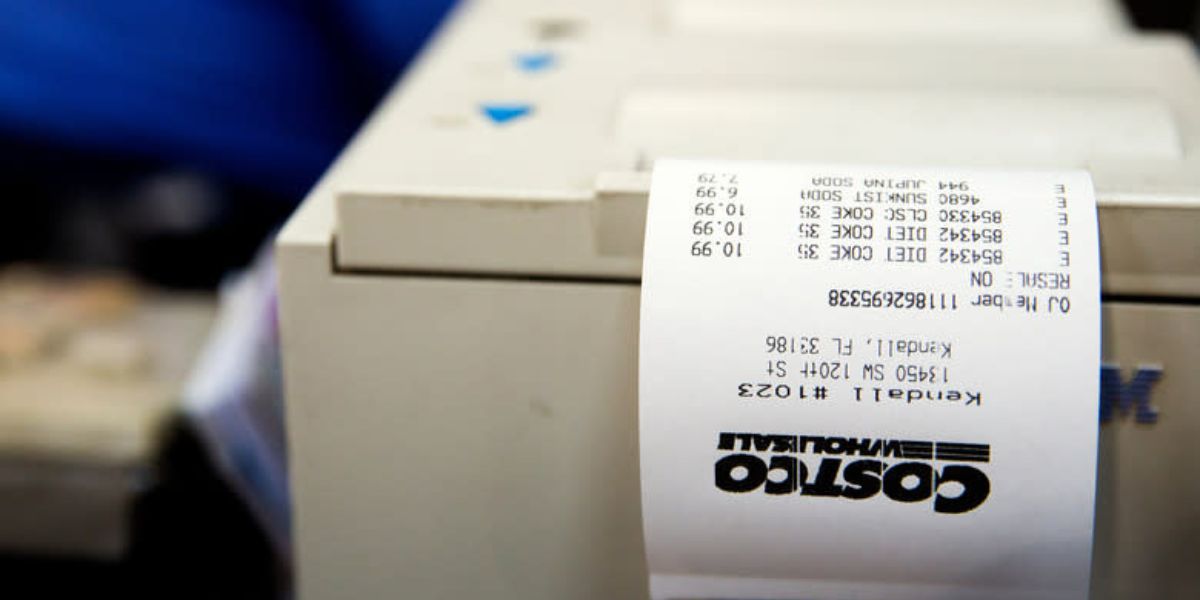 COSTCO
WHOLESALE
Kendall #1023
13450 SW 120th St
Kendall, FL 33186
OJ Member 111862695338
RESALE ON
E 854342 DIET COKE 35 10.99
E 854342 DIET COKE 35 10.99
E 854330 CLSC COKE 35 10.99
E 4680 SUNKIST SODA 6.99
E 944 JUPINA SODA 7.79